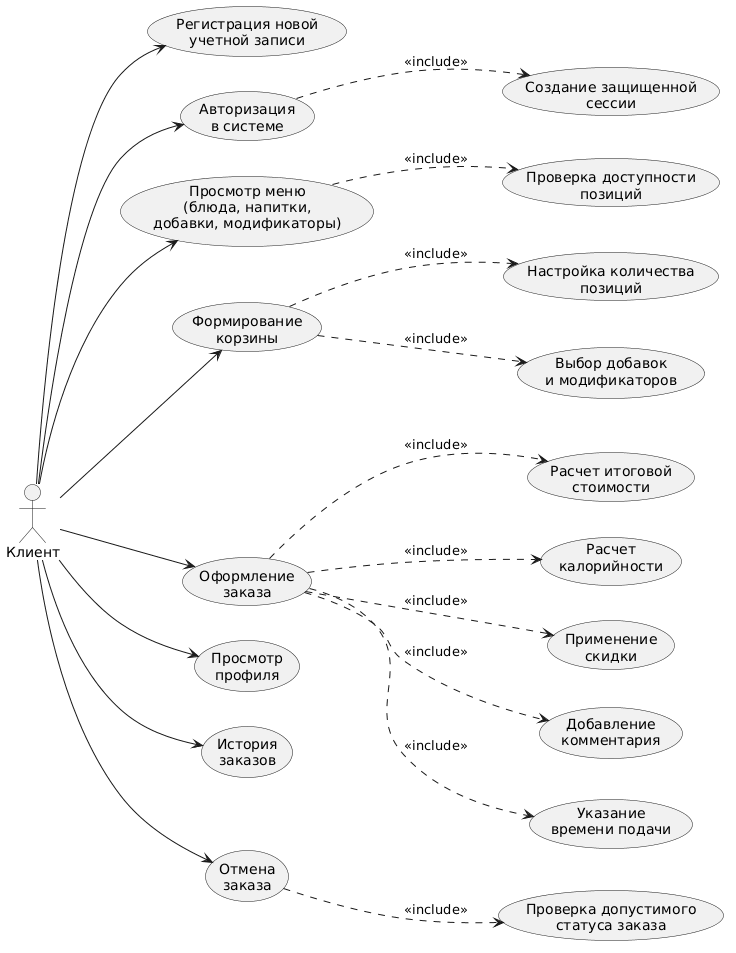 Регистрация новой
учетной записи
«include»
Авторизация
в системе
Создание защищенной
сессии
«include»
Просмотр меню
(блюда, напитки,
добавки, модификаторы)
Проверка доступности
позиций
«include»
Настройка количества
позиций
Формирование
корзины
«include»
Выбор добавок
и модификаторов
«include»
Расчет итоговой
стоимости
Клиент
«include»
Расчет
калорийности
Оформление
заказа
«include»
Применение
скидки
«include»
Просмотр
профиля
Добавление
комментария
История
заказов
«include»
Указание
времени подачи
Отмена
заказа
«include»
Проверка допустимого
статуса заказа